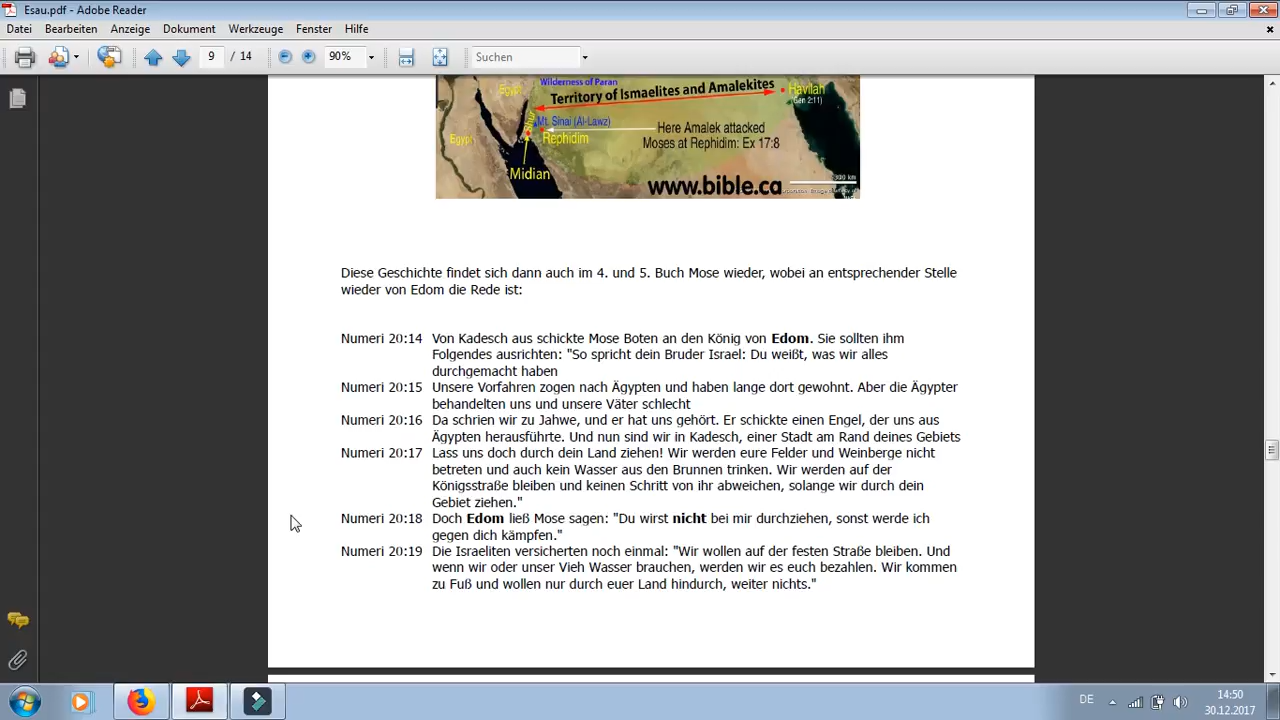 Esau.pdf - Adobe Reader
Datei Bearbeiten Anzeige Dokument Werkzeuge Fenster Hilfe
9 / 14 90% Suchen
Wilderness of Paran
Egypt
Territory of Ismaelites and Amalekites
Havilah
(Gen 2:11)
Shur
Mt. Sinai (Al-Lawz)
Egypt
Rephidim
Here Amalek attacked
Moses at Rephidim: Ex 17:8
Midian
www.bible.ca
300 km
Diese Geschichte findet sich dann auch im 4. und 5. Buch Mose wieder, wobei an entsprechender Stelle
wieder von Edom die Rede ist:
Numeri 20:14 Von Kadesch aus schickte Mose Boten an den König von Edom. Sie sollten ihm
Folgendes ausrichten: "So spricht dein Bruder Israel: Du weißt, was wir alles
durchgemacht haben
Numeri 20:15 Unsere Vorfahren zogen nach Ägypten und haben lange dort gewohnt. Aber die Ägypter
behandelten uns und unsere Väter schlecht
Numeri 20:16 Da schrien wir zu Jahwe, und er hat uns gehört. Er schickte einen Engel, der uns aus
Ägypten herausführte. Und nun sind wir in Kadesch, einer Stadt am Rand deines Gebiets
Numeri 20:17 Lass uns doch durch dein Land ziehen! Wir werden eure Felder und Weinberge nicht
betreten und auch kein Wasser aus den Brunnen trinken. Wir werden auf der
Königsstraße bleiben und keinen Schritt von ihr abweichen, solange wir durch dein
Gebiet ziehen."
Numeri 20:18 Doch Edom ließ Mose sagen: "Du wirst nicht bei mir durchziehen, sonst werde ich
gegen dich kämpfen."
Numeri 20:19 Die Israeliten versicherten noch einmal: "Wir wollen auf der festen Straße bleiben. Und
wenn wir oder unser Vieh Wasser brauchen, werden wir es euch bezahlen. Wir kommen
zu Fuß und wollen nur durch euer Land hindurch, weiter nichts."
DE
14:50
30.12.2017